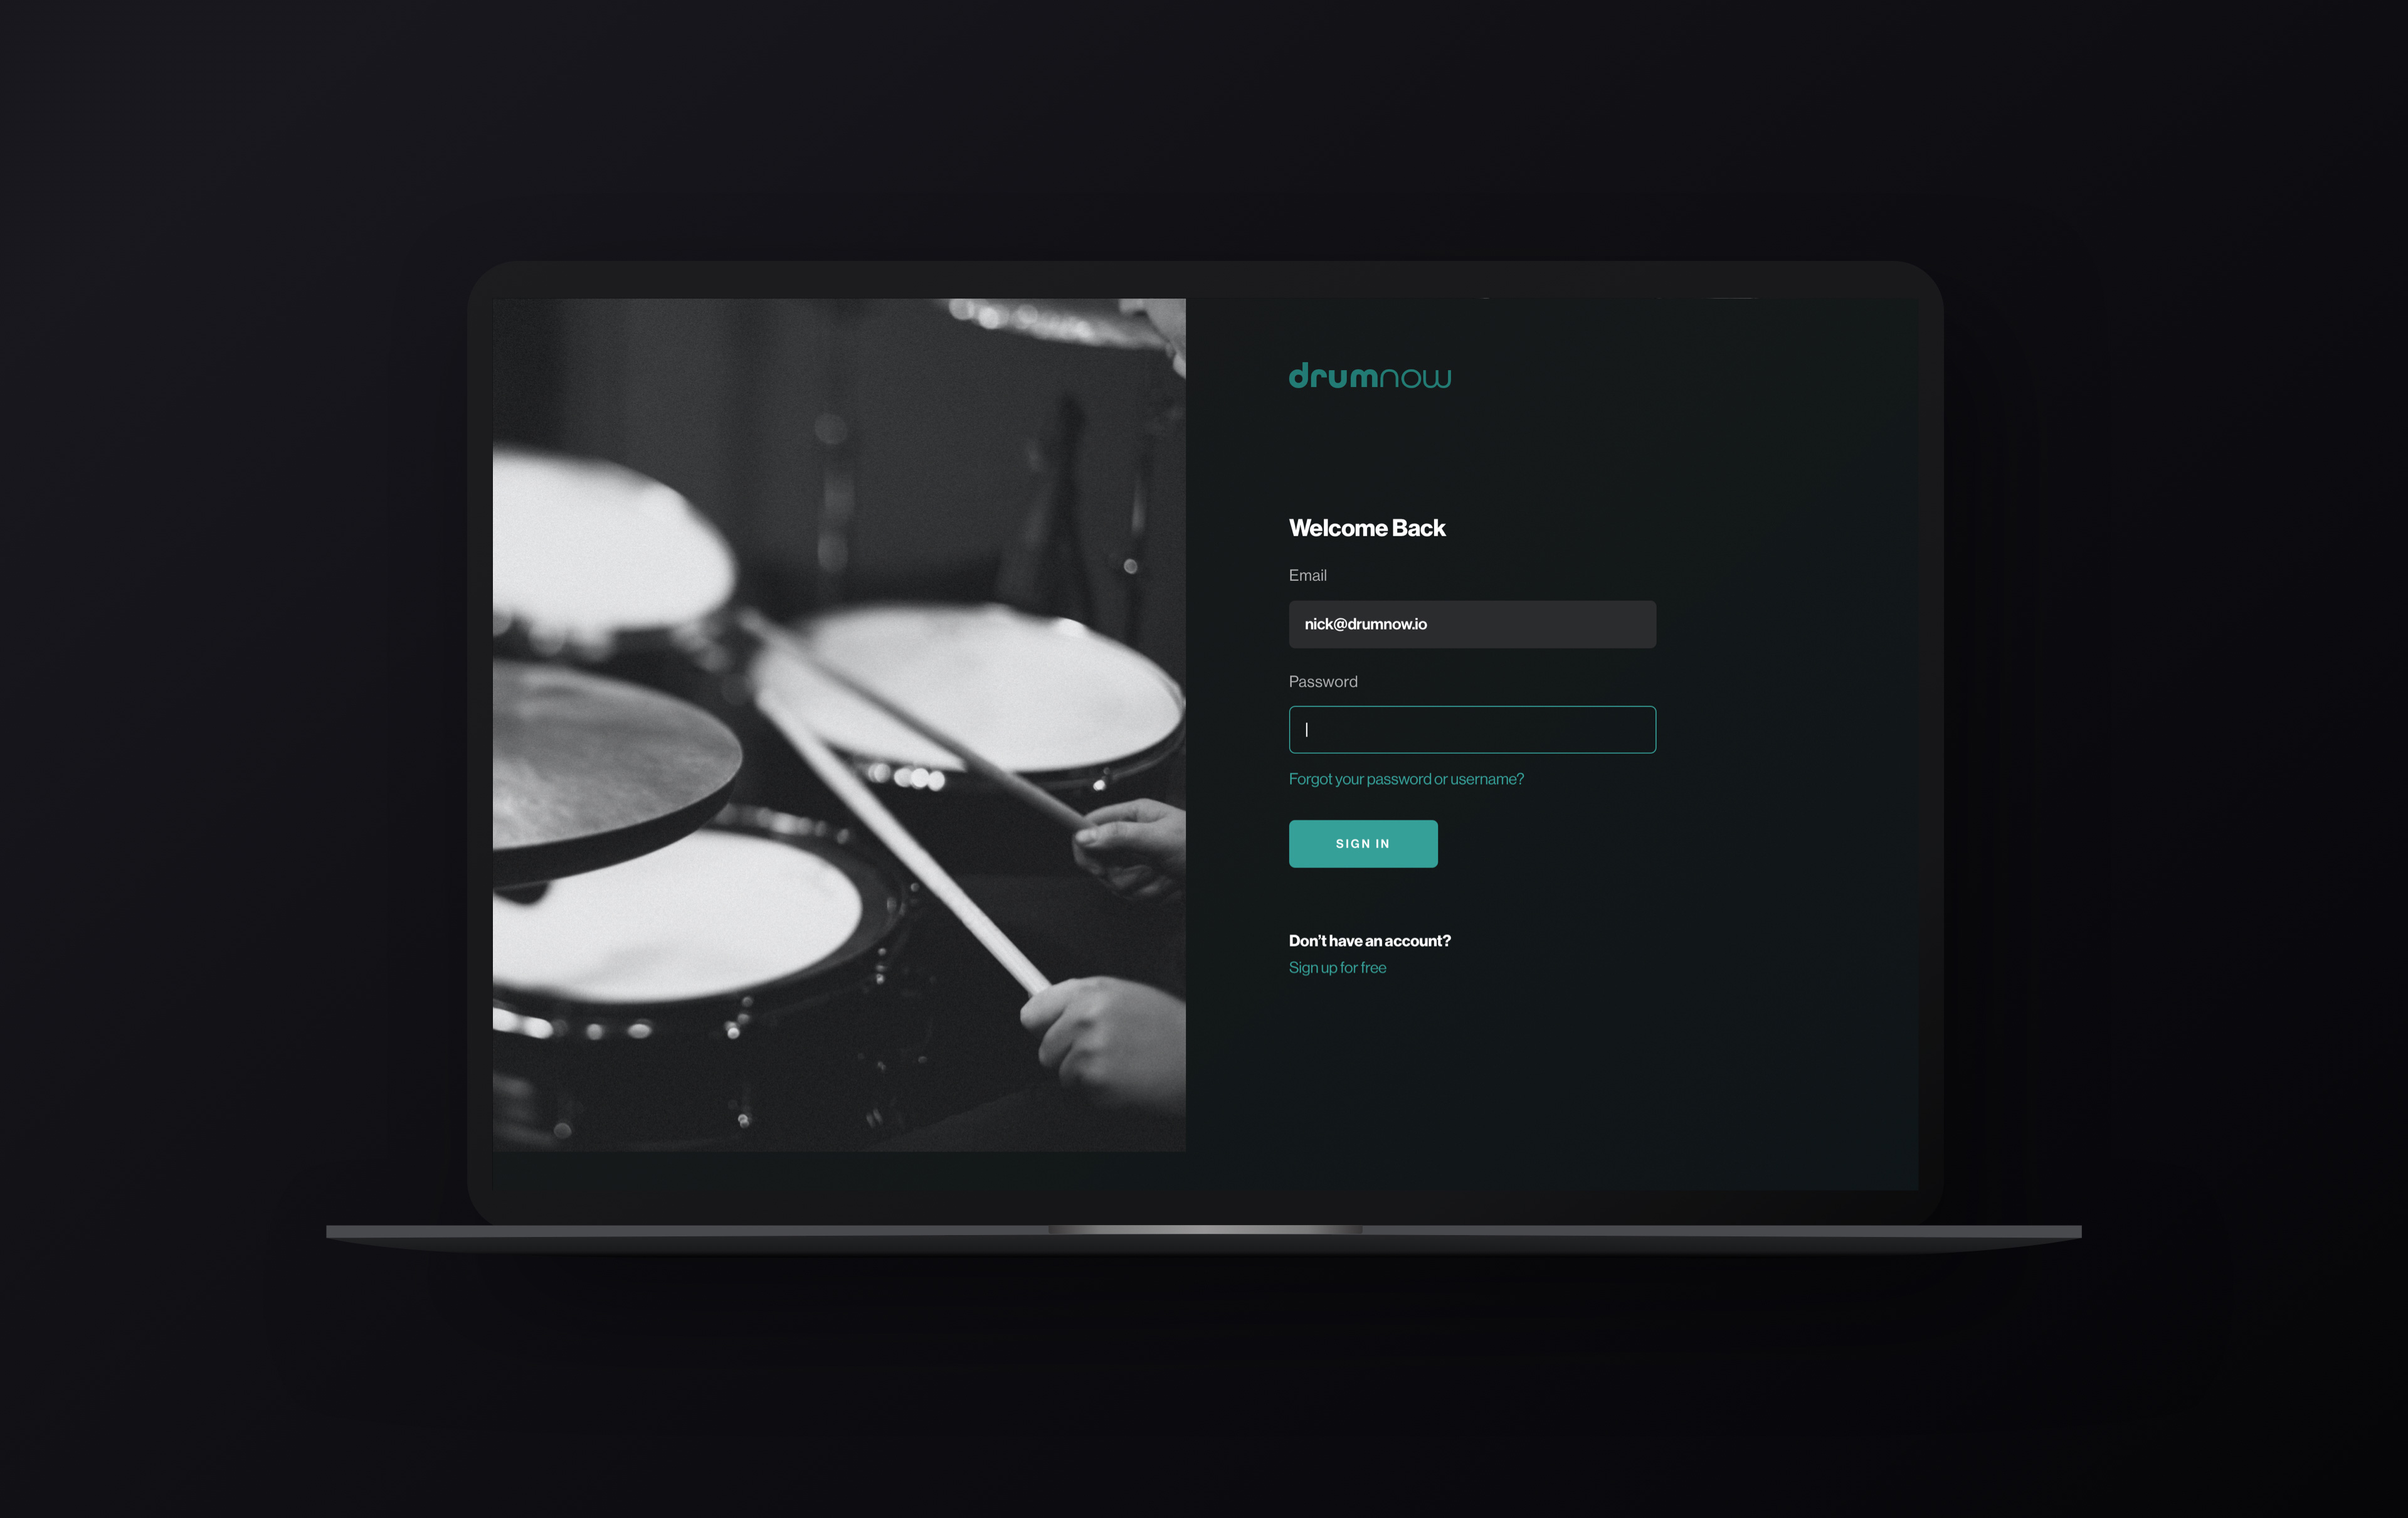 drumnow
Welcome Back
Email
nick@drumnow.io
Password
Forgot your password or username?
SIGN IN
Don’t have an account?
Sign up for free